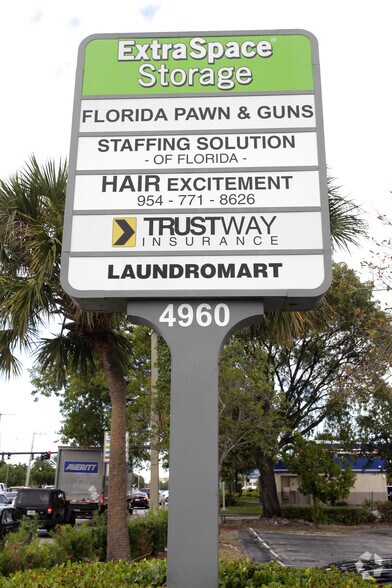 ExtraSpace®
Storage
FLORIDA PAWN & GUNS
STAFFING SOLUTION
- OF FLORIDA -
HAIR EXCITEMENT
954 - 771 - 8626
TRUSTWAY
INSURANCE
LAUNDROMART
4960
AVERITT